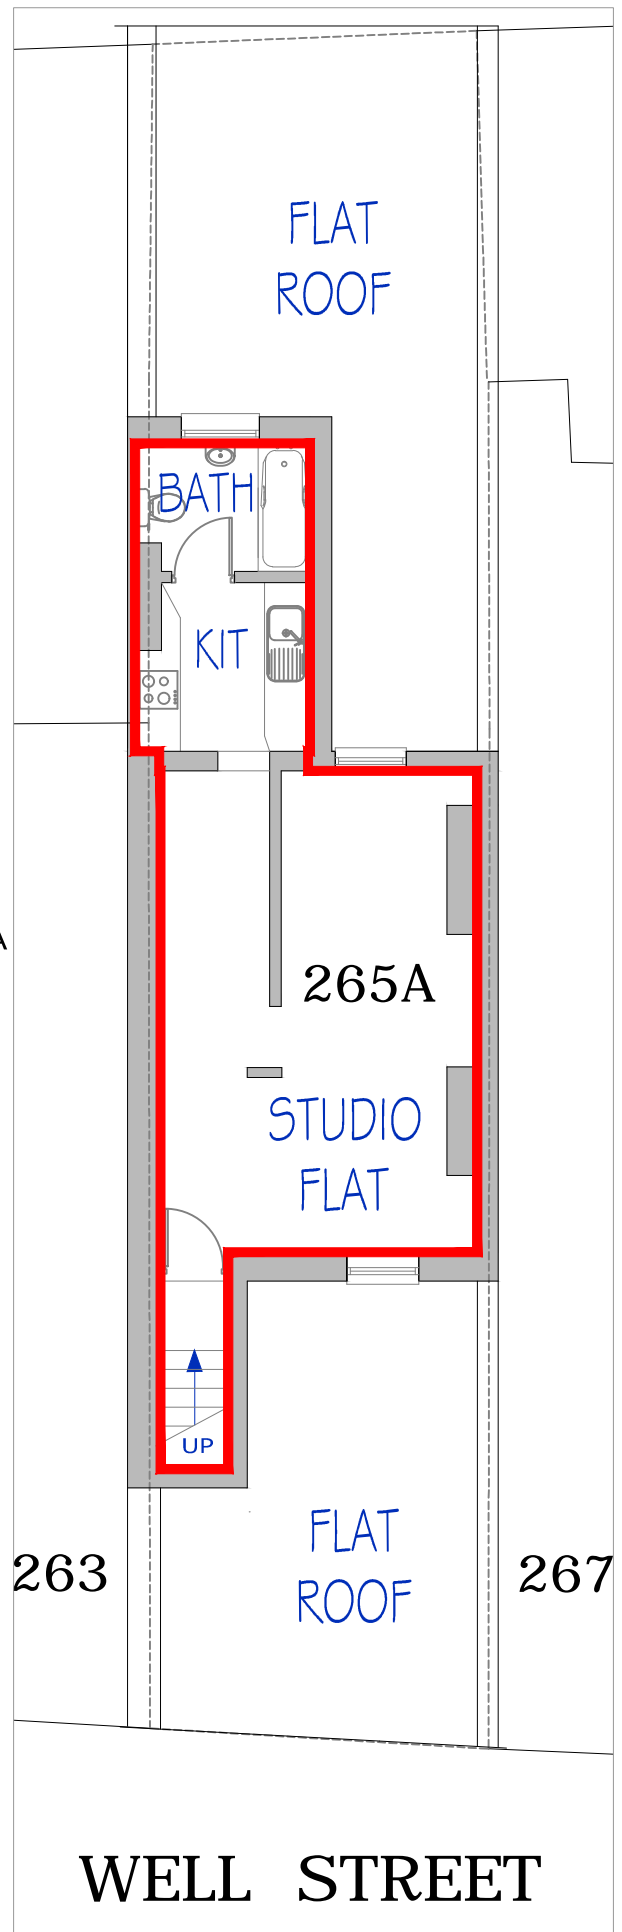 FLAT
ROOF
BATH
KIT
A
265A
STUDIO
FLAT
UP
FLAT
ROOF
263
267
WELL STREET